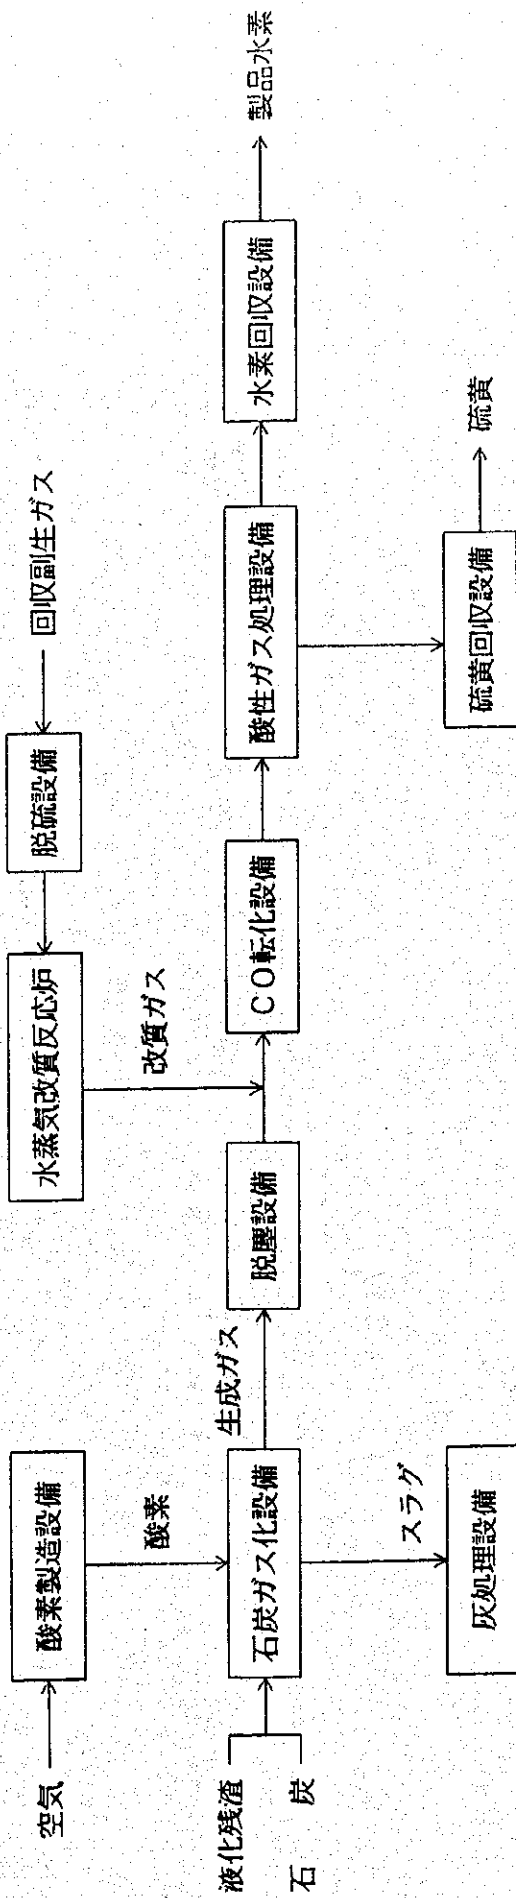 空気
酸素製造設備
酸素
水蒸気改質反応炉
脱硫設備
回収副生ガス
改質ガス
液化残渣
石 炭
石炭ガス化設備
生成ガス
脱塵設備
CO転化設備
酸性ガス処理設備
水素回収設備
製品水素
スラグ
灰処理設備
硫黄回収設備
硫黄